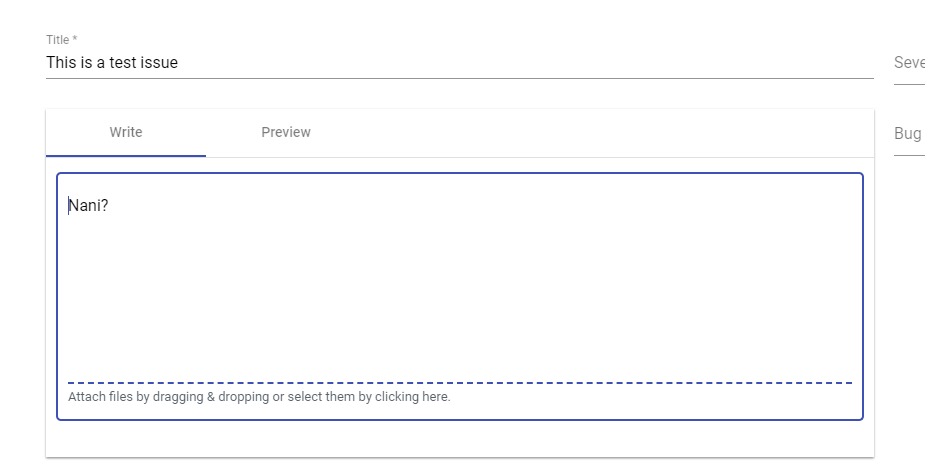 Title *
This is a test issue
Write
Preview
Nani?
Attach files by dragging & dropping or select them by clicking here.
Seve
Bug